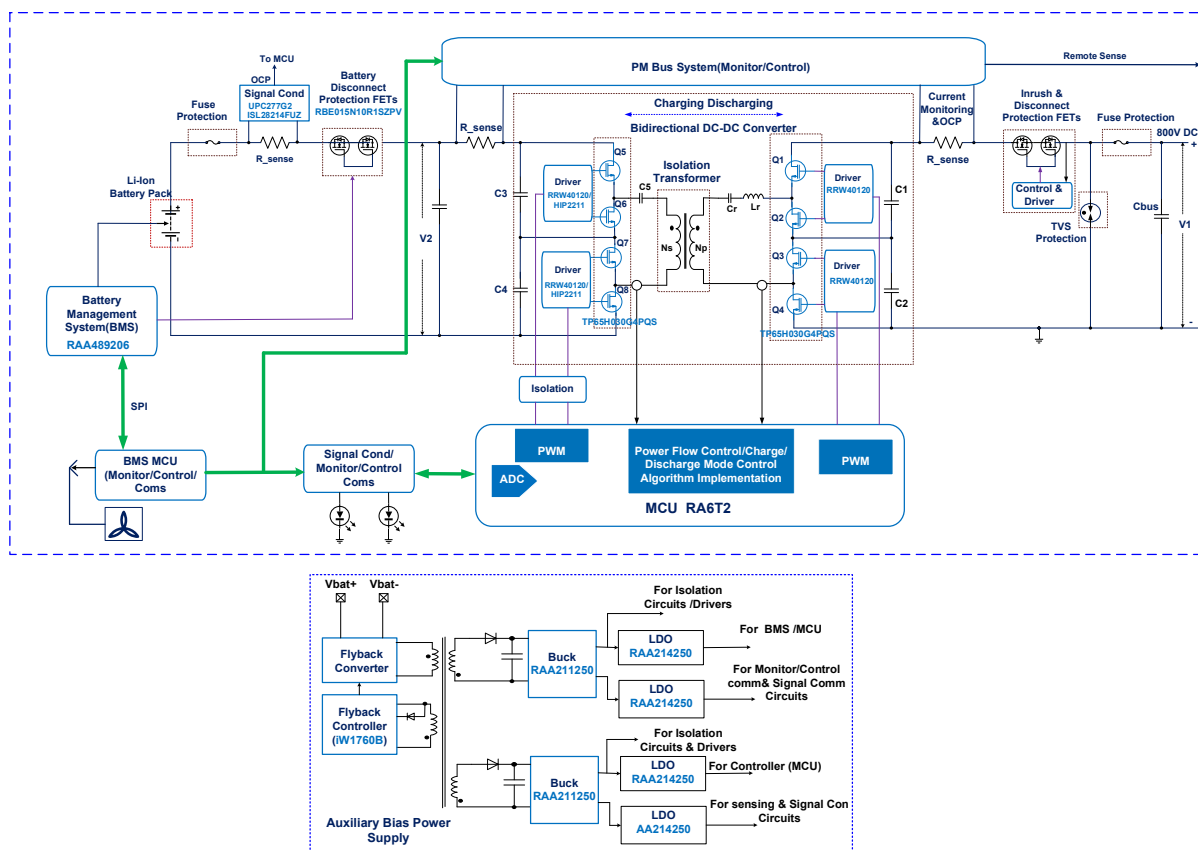 To MCU
OCP
Signal Cond
UPC277G2
ISL28214FUZ
Fuse
Protection
R_sense
Battery
Disconnect
Protection FETs
RBE015N10R1SZPV
Li-Ion
Battery Pack
Battery
Management
System(BMS)
RAA489206
SPI
BMS MCU
(Monitor/Control/
Coms
V2
R_sense
PM Bus System(Monitor/Control)
Remote Sense
Charging Discharging
Bidirectional DC-DC Converter
C3
C4
Driver
RRW40120/
HIP2211
Driver
RRW40120/
HIP2211
Q5
Q6
Q7
Q8
TP65H030G4PQS
C5
Isolation
Transformer
Ns
Np
Cr
Lr
Q1
Q2
Q3
Q4
TP65H030G4PQS
Driver
RRW40120
Driver
RRW40120
C1
C2
Current
Monitoring
&OCP
R_sense
Inrush &
Disconnect
Protection FETs
Control &
Driver
Fuse Protection
800V DC
+
TVS
Protection
Cbus
V1
-
Isolation
Signal Cond/
Monitor/Control
Coms
PWM
ADC
Power Flow Control/Charge/
Discharge Mode Control
Algorithm Implementation
PWM
MCU RA6T2
Vbat+
Vbat-
Flyback
Converter
Flyback
Controller
(iW1760B)
Buck
RAA211250
For Isolation
Circuits /Drivers
LDO
RAA214250
For BMS /MCU
LDO
RAA214250
For Monitor/Control
comm& Signal Comm
Circuits
Buck
RAA211250
For Isolation
Circuits & Drivers
LDO
RAA214250
For Controller (MCU)
LDO
AA214250
For sensing & Signal Con
Circuits
Auxiliary Bias Power
Supply